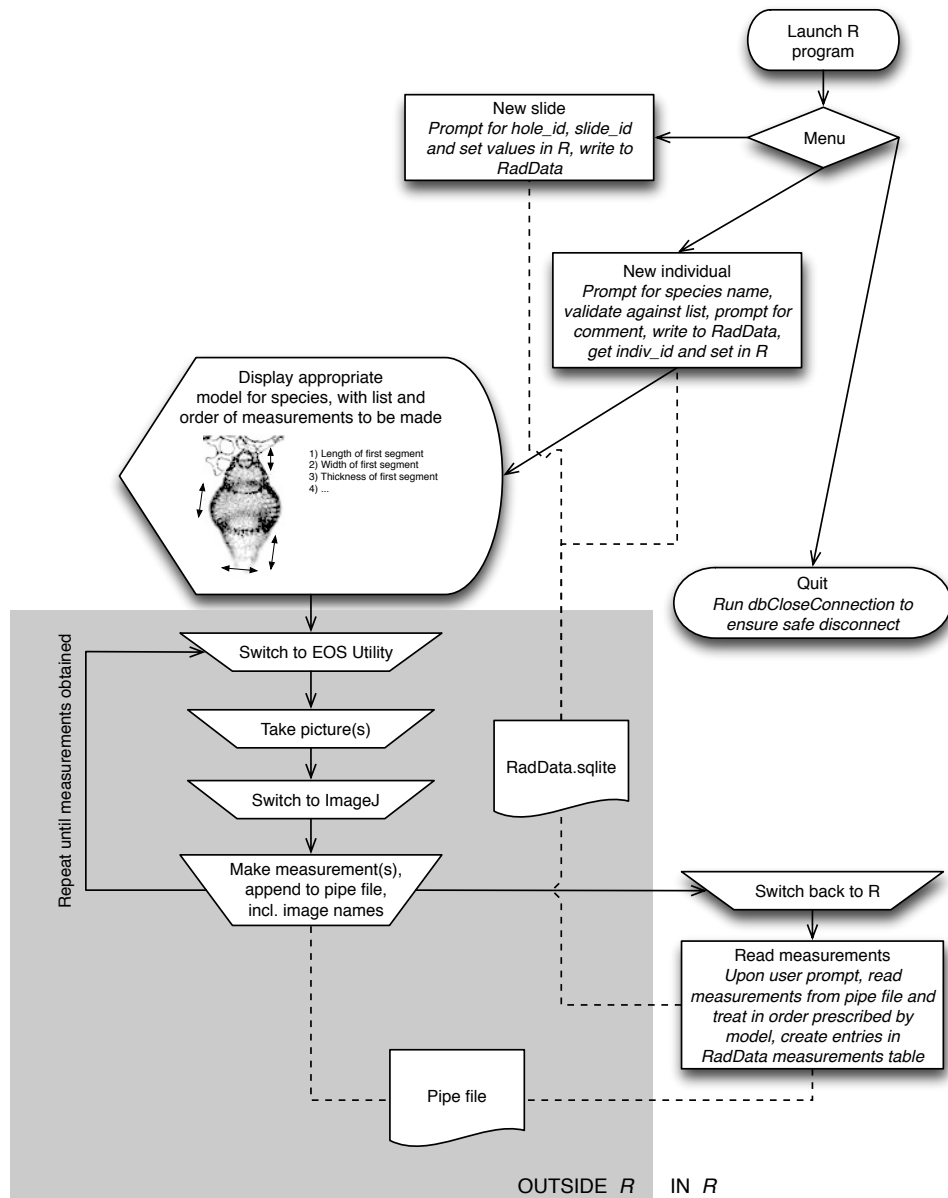 Launch R
program
Menu
New slide
Prompt for hole_id, slide_id
and set values in R, write to
RadData
New individual
Prompt for species name,
validate against list, prompt for
comment, write to RadData,
get indiv_id and set in R
Display appropriate
model for species, with list and
order of measurements to be made
1) Length of first segment
2) Width of first segment
3) Thickness of first segment
4) ...
Quit
Run dbCloseConnection to
ensure safe disconnect
Repeat until measurements obtained
Switch to EOS Utility
Take picture(s)
Switch to ImageJ
Make measurement(s),
append to pipe file,
incl. image names
RadData.sqlite
Switch back to R
Read measurements
Upon user prompt, read
measurements from pipe file and
treat in order prescribed by
model, create entries in
RadData measurements table
Pipe file
OUTSIDE R
IN R